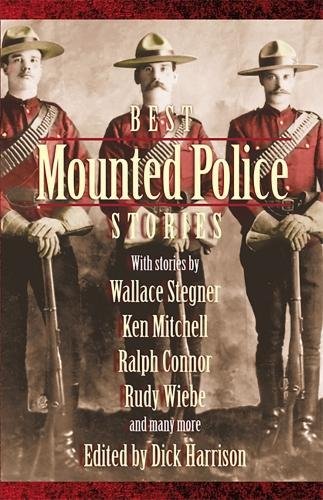 BEST
Mounted Police
STORIES
With stories by
Wallace Stegner
Ken Mitchell
Ralph Connor
Rudy Wiebe
and many more
Edited by Dick Harrison